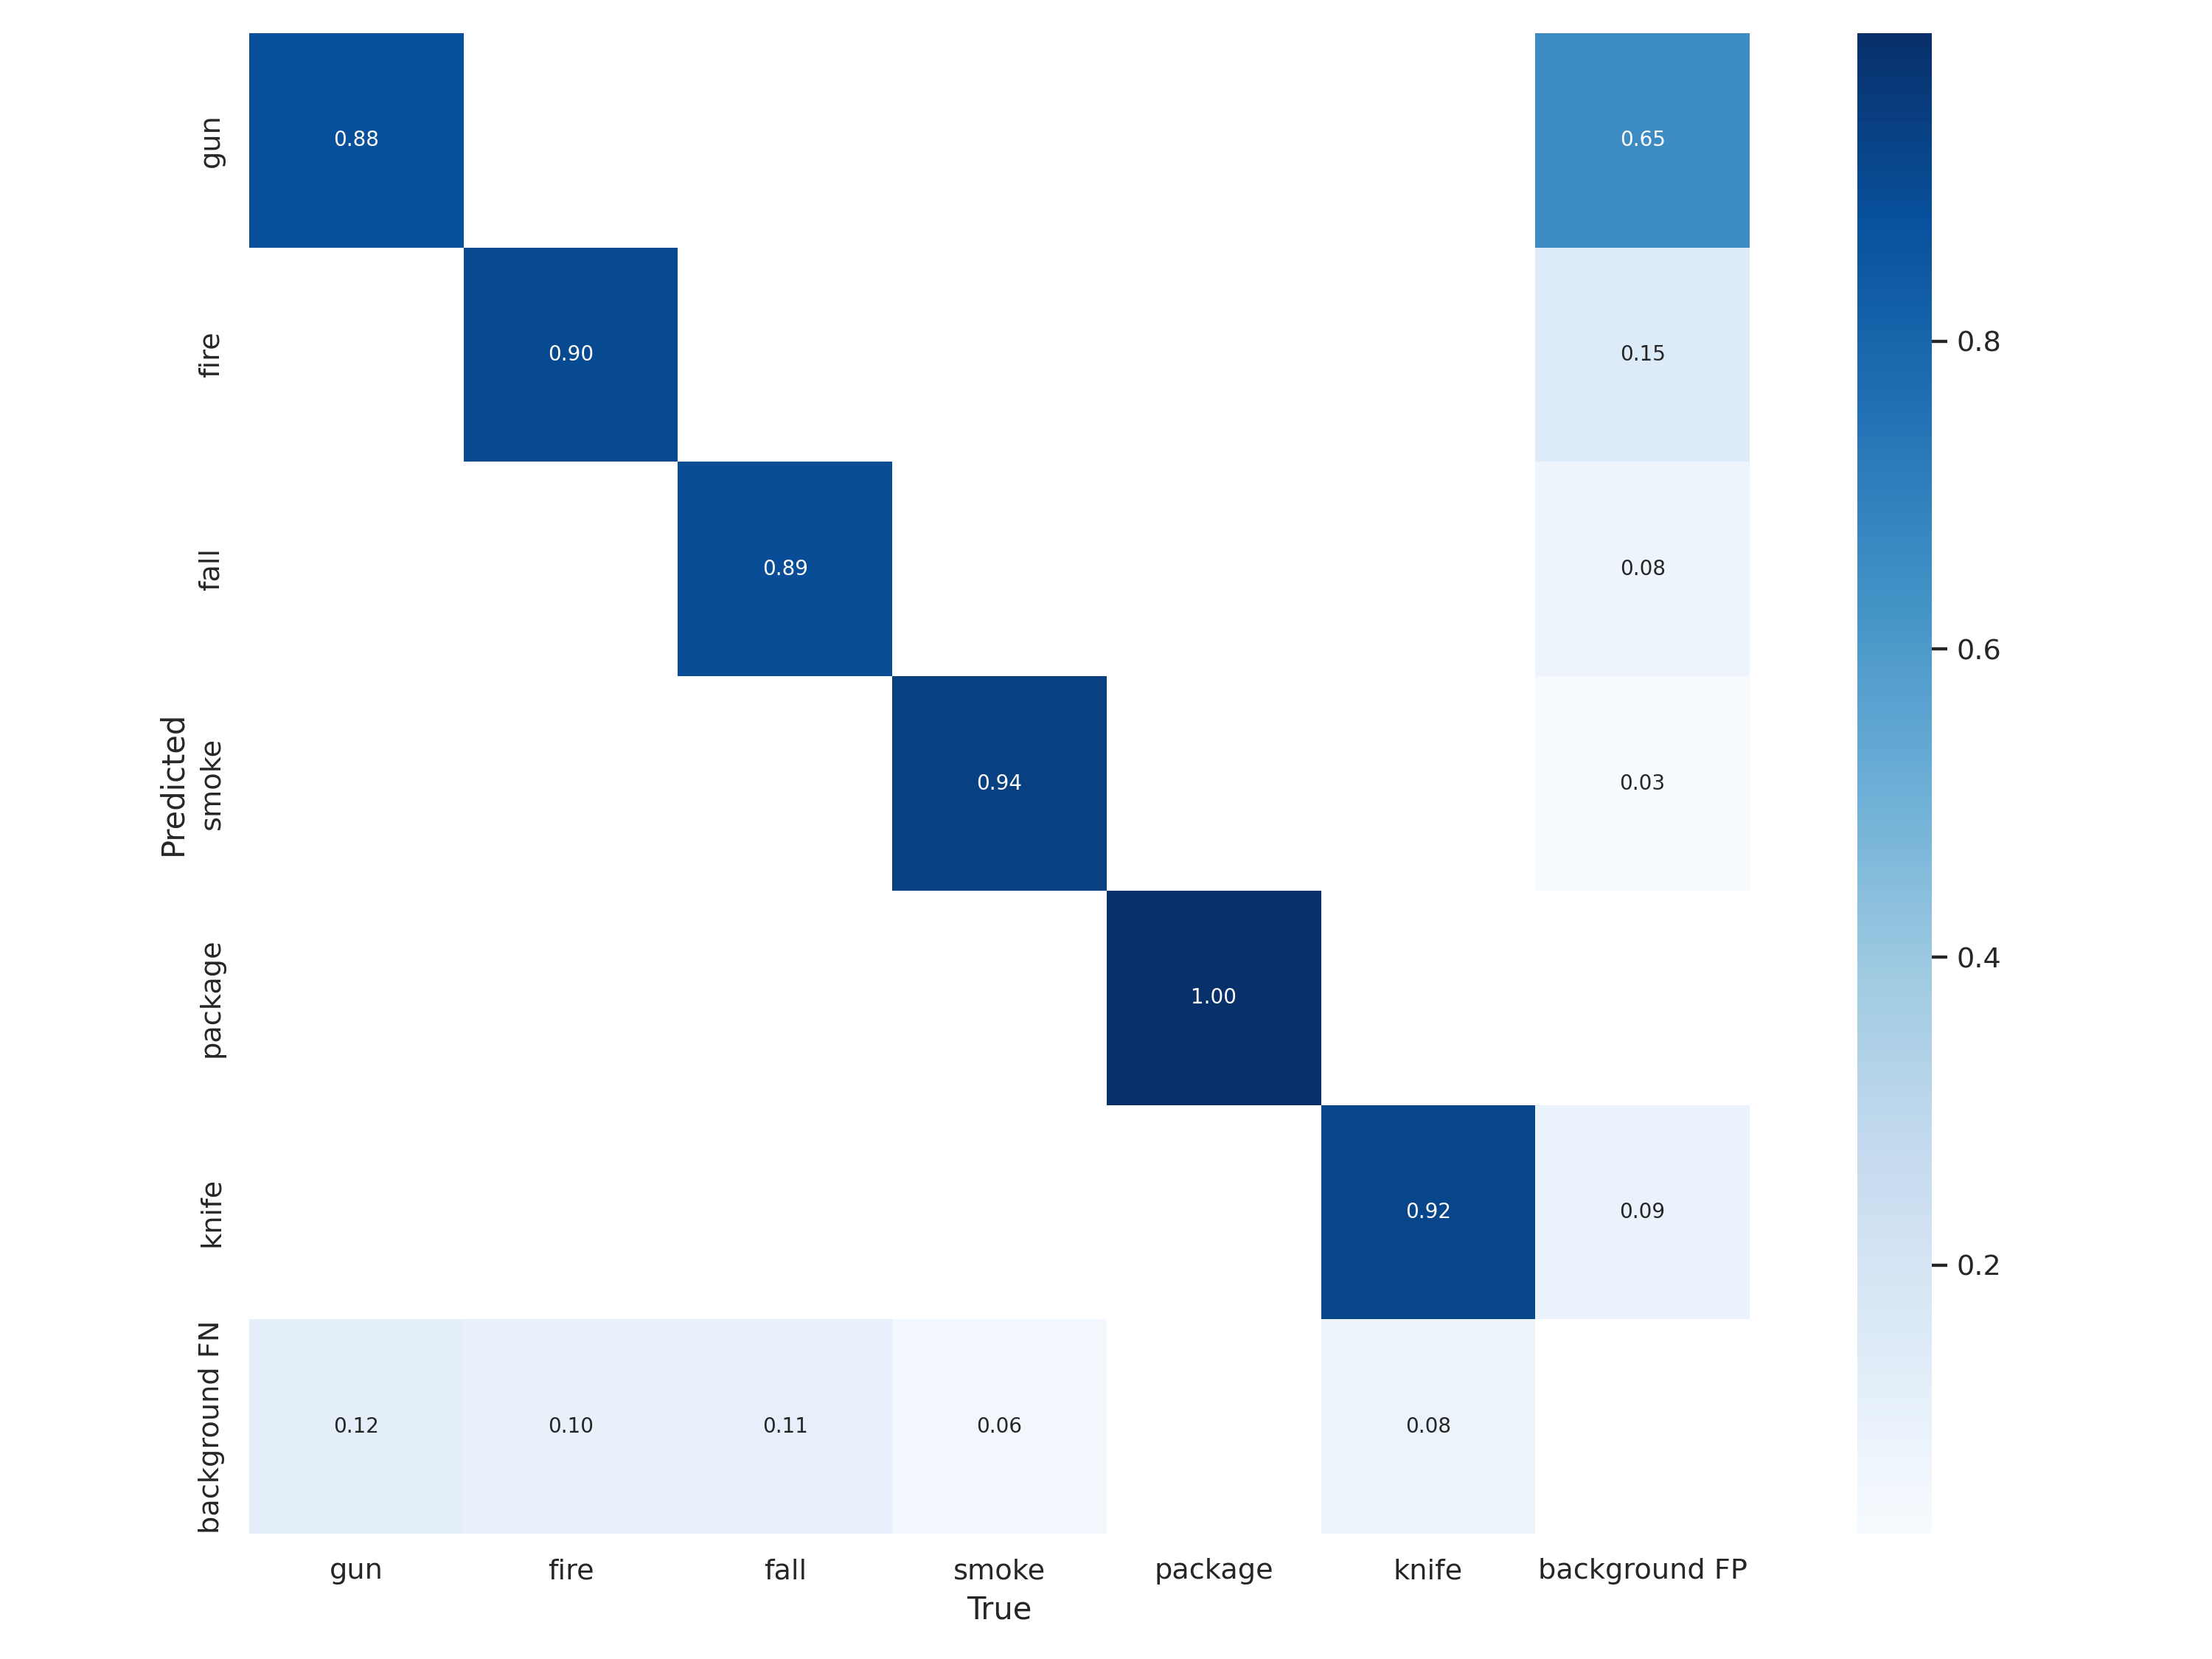 gun
0.88
0.65
fire
0.90
0.15
0.8
fall
0.89
0.08
0.6
Predicted
smoke
0.94
0.03
package
1.00
0.4
knife
0.92
0.09
0.2
background FN
0.12
0.10
0.11
0.06
0.08
gun fire fall smoke package knife background FP
True